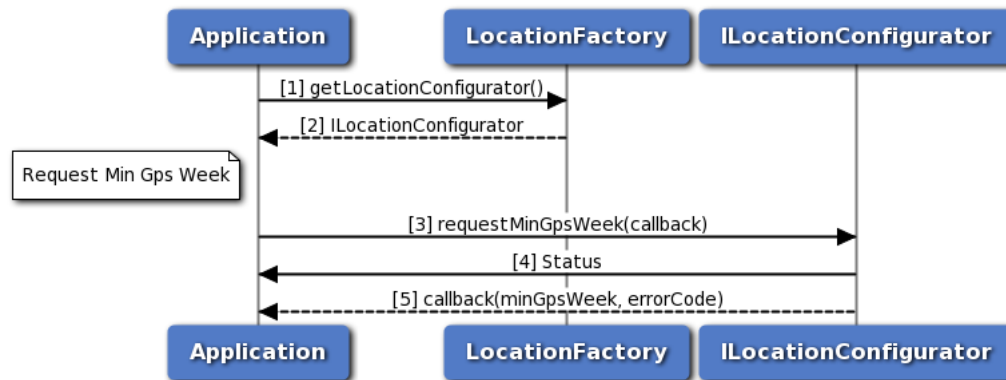 Application LocationFactory ILocationConfigurator
[1] getLocationConfigurator()
[2] ILocationConfigurator
Request Min Gps Week
[3] requestMinGpsWeek(callback)
[4] Status
[5] callback(minGpsWeek, errorCode)
Application LocationFactory ILocationConfigurator